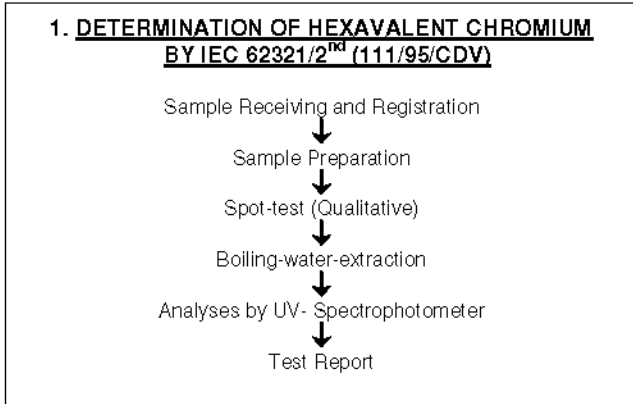 1. DETERMINATION OF HEXAVALENT CHROMIUM
BY IEC 62321/2nd (111/95/CDV)
Sample Receiving and Registration
Sample Preparation
Spot-test (Qualitative)
Boiling-water-extraction
Analyses by UV- Spectrophotometer
Test Report